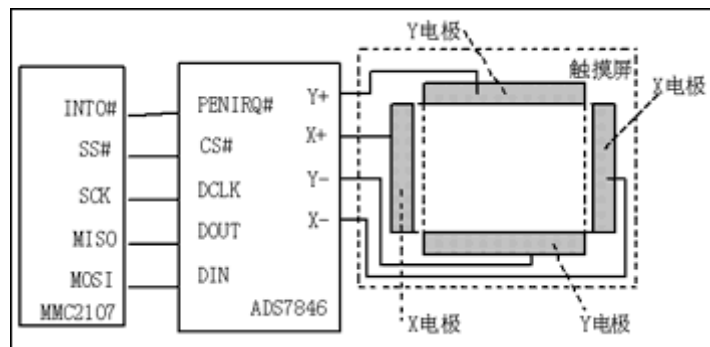 INTO#
SS#
SCK
MISO
MOSI
MMC2107
PENIRQ#
CS#
DCLK
DOUT
DIN
ADS7846
Y+
X+
Y-
X-
Y电极
触摸屏
X电极
X电极
Y电极